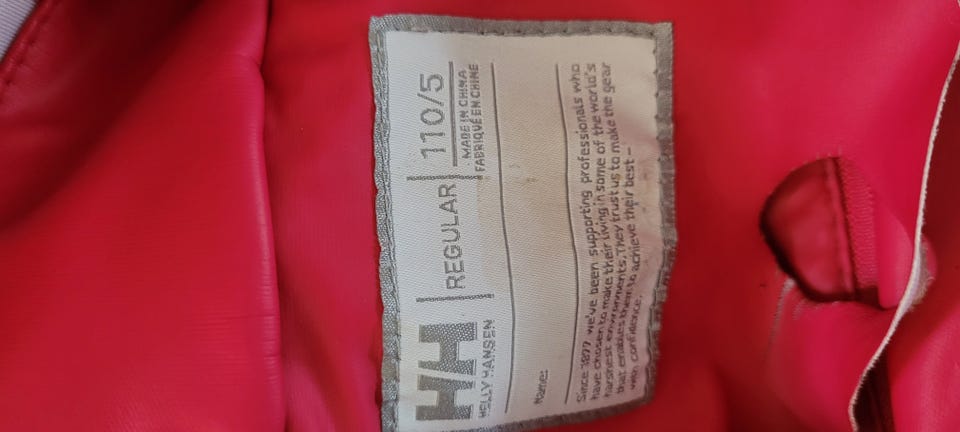 HH
HELLY HANSEN
REGULAR
110/5
MADE IN CHINA
FABRIQUÉ EN CHINE
Name:
Since 1877 we've been supporting professionals who
have chosen to make their living in some of the world's
harshest environments. They trust us to make the gear
that enables them to achieve their best –
with confidence.